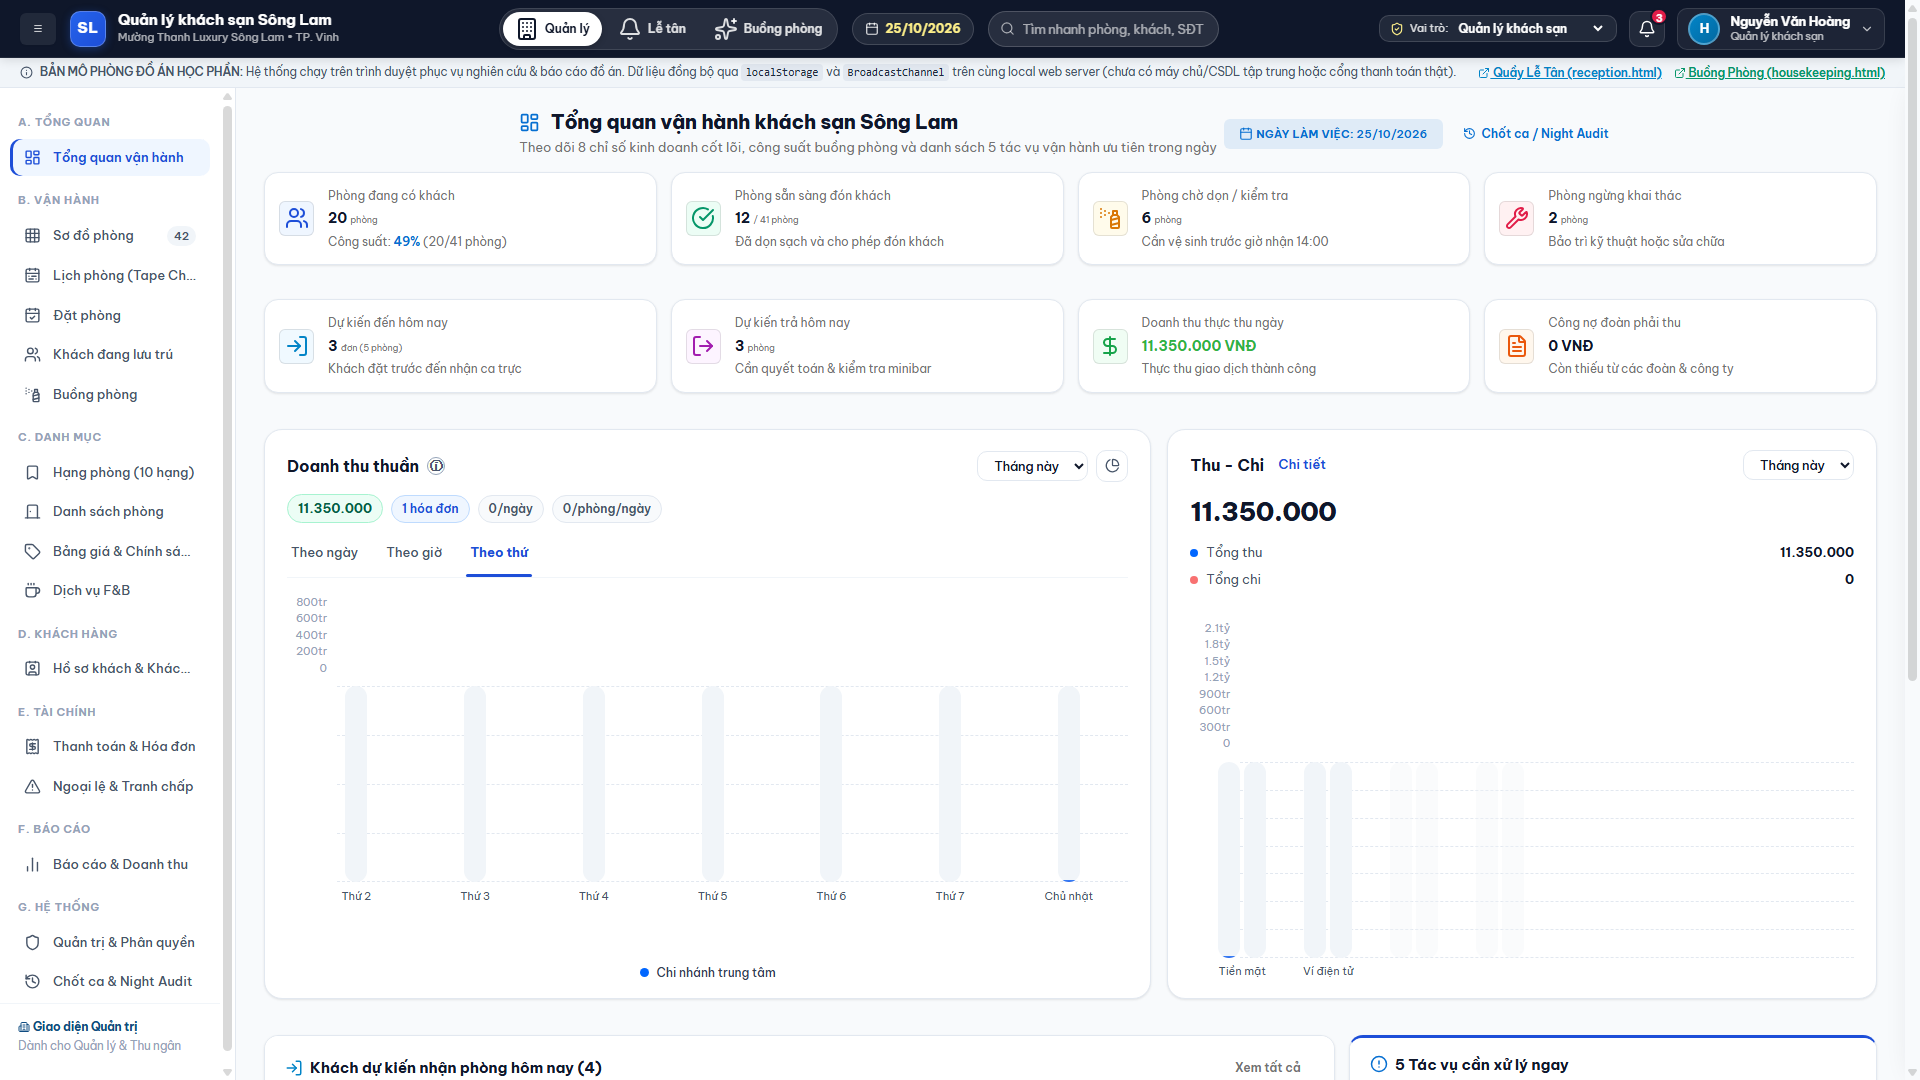 SL
Quản lý khách sạn Sông Lam
Mường Thanh Luxury Sông Lam • TP. Vinh
Quản lý
Lễ tân
Buồng phòng
25/10/2026
Tìm nhanh phòng, khách, SĐT
Vai trò: Quản lý khách sạn
3
H
Nguyễn Văn Hoàng
Quản lý khách sạn
BẢN MÔ PHỎNG ĐỒ ÁN HỌC PHẦN: Hệ thống chạy trên trình duyệt phục vụ nghiên cứu & báo cáo đồ án. Dữ liệu đồng bộ qua localStorage và BroadcastChannel trên cùng local web server (chưa có máy chủ/CSDL tập trung hoặc cổng thanh toán thật).
Quầy Lễ Tân (reception.html)
Buồng Phòng (housekeeping.html)
A. TỔNG QUAN
Tổng quan vận hành
B. VẬN HÀNH
Sơ đồ phòng 42
Lịch phòng (Tape Ch...
Đặt phòng
Khách đang lưu trú
Buồng phòng
C. DANH MỤC
Hạng phòng (10 hạng)
Danh sách phòng
Bảng giá & Chính sá...
Dịch vụ F&B
D. KHÁCH HÀNG
Hồ sơ khách & Khác...
E. TÀI CHÍNH
Thanh toán & Hóa đơn
Ngoại lệ & Tranh chấp
F. BÁO CÁO
Báo cáo & Doanh thu
G. HỆ THỐNG
Quản trị & Phân quyền
Chốt ca & Night Audit
Giao diện Quản trị
Dành cho Quản lý & Thu ngân
Tổng quan vận hành khách sạn Sông Lam
Theo dõi 8 chỉ số kinh doanh cốt lõi, công suất buồng phòng và danh sách 5 tác vụ vận hành ưu tiên trong ngày
NGÀY LÀM VIỆC: 25/10/2026
Chốt ca / Night Audit
Phòng đang có khách
20 phòng
Công suất: 49% (20/41 phòng)
Phòng sẵn sàng đón khách
12 / 41 phòng
Đã dọn sạch và cho phép đón khách
Phòng chờ dọn / kiểm tra
6 phòng
Cần vệ sinh trước giờ nhận 14:00
Phòng ngừng khai thác
2 phòng
Bảo trì kỹ thuật hoặc sửa chữa
Dự kiến đến hôm nay
3 đơn (5 phòng)
Khách đặt trước đến nhận ca trực
Dự kiến trả hôm nay
3 phòng
Cần quyết toán & kiểm tra minibar
Doanh thu thực thu ngày
11.350.000 VNĐ
Thực thu giao dịch thành công
Công nợ đoàn phải thu
0 VNĐ
Còn thiếu từ các đoàn & công ty
Doanh thu thuần
Tháng này
11.350.000
1 hóa đơn
0/ngày
0/phòng/ngày
Theo ngày
Theo giờ
Theo thứ
800tr
600tr
400tr
200tr
0
Thứ 2
Thứ 3
Thứ 4
Thứ 5
Thứ 6
Thứ 7
Chủ nhật
Chi nhánh trung tâm
Thu - Chi
Chi tiết
Tháng này
11.350.000
Tổng thu 11.350.000
Tổng chi 0
2.1tỷ
1.8tỷ
1.5tỷ
1.2tỷ
900tr
600tr
300tr
0
Tiền mặt
Ví điện tử
Khách dự kiến nhận phòng hôm nay (4)
Xem tất cả
5 Tác vụ cần xử lý ngay